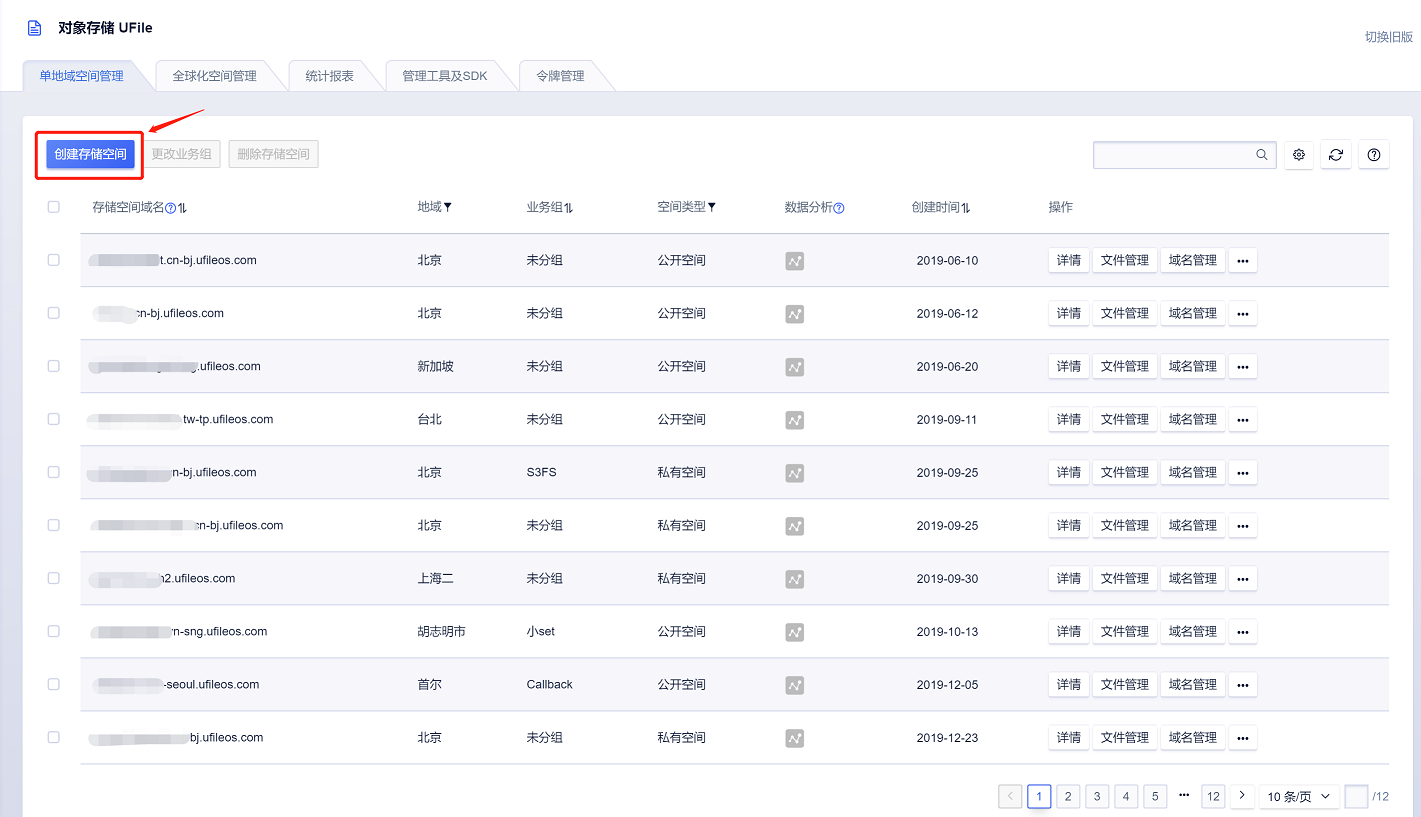 对象存储 UFile
切换旧版
单地域空间管理 全球化空间管理 统计报表 管理工具及SDK 令牌管理
创建存储空间 更改业务组 删除存储空间
存储空间域名 地域 业务组 空间类型 数据分析 创建时间 操作
t.cn-bj.ufileos.com 北京 未分组 公开空间 2019-06-10 详情 文件管理 域名管理 •••
cn-bj.ufileos.com 北京 未分组 公开空间 2019-06-12 详情 文件管理 域名管理 •••
.ufileos.com 新加坡 未分组 公开空间 2019-06-20 详情 文件管理 域名管理 •••
tw-tp.ufileos.com 台北 未分组 公开空间 2019-09-11 详情 文件管理 域名管理 •••
n-bj.ufileos.com 北京 S3FS 私有空间 2019-09-25 详情 文件管理 域名管理 •••
cn-bj.ufileos.com 北京 未分组 私有空间 2019-09-25 详情 文件管理 域名管理 •••
h2.ufileos.com 上海二 未分组 私有空间 2019-09-30 详情 文件管理 域名管理 •••
n-sng.ufileos.com 胡志明市 小set 公开空间 2019-10-13 详情 文件管理 域名管理 •••
-seoul.ufileos.com 首尔 Callback 公开空间 2019-12-05 详情 文件管理 域名管理 •••
bj.ufileos.com 北京 未分组 私有空间 2019-12-23 详情 文件管理 域名管理 •••
< 1 2 3 4 5 ••• 12 > 10 条/页 /12